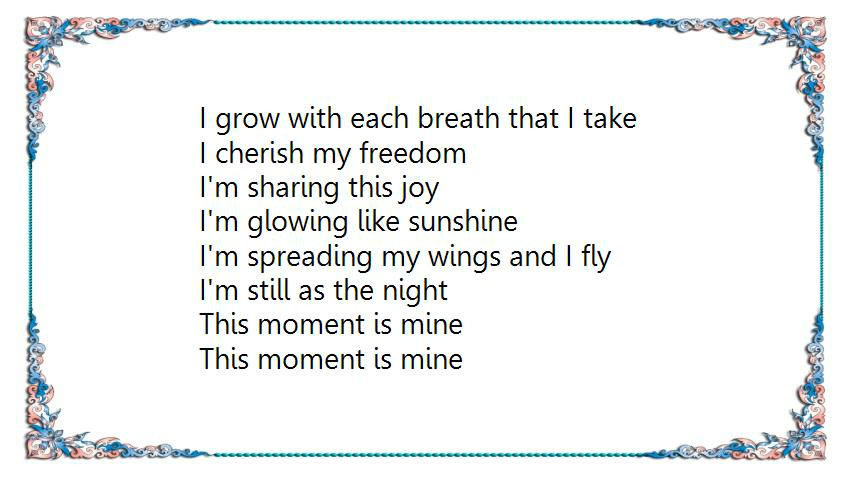 I grow with each breath that I take
I cherish my freedom
I'm sharing this joy
I'm glowing like sunshine
I'm spreading my wings and I fly
I'm still as the night
This moment is mine
This moment is mine